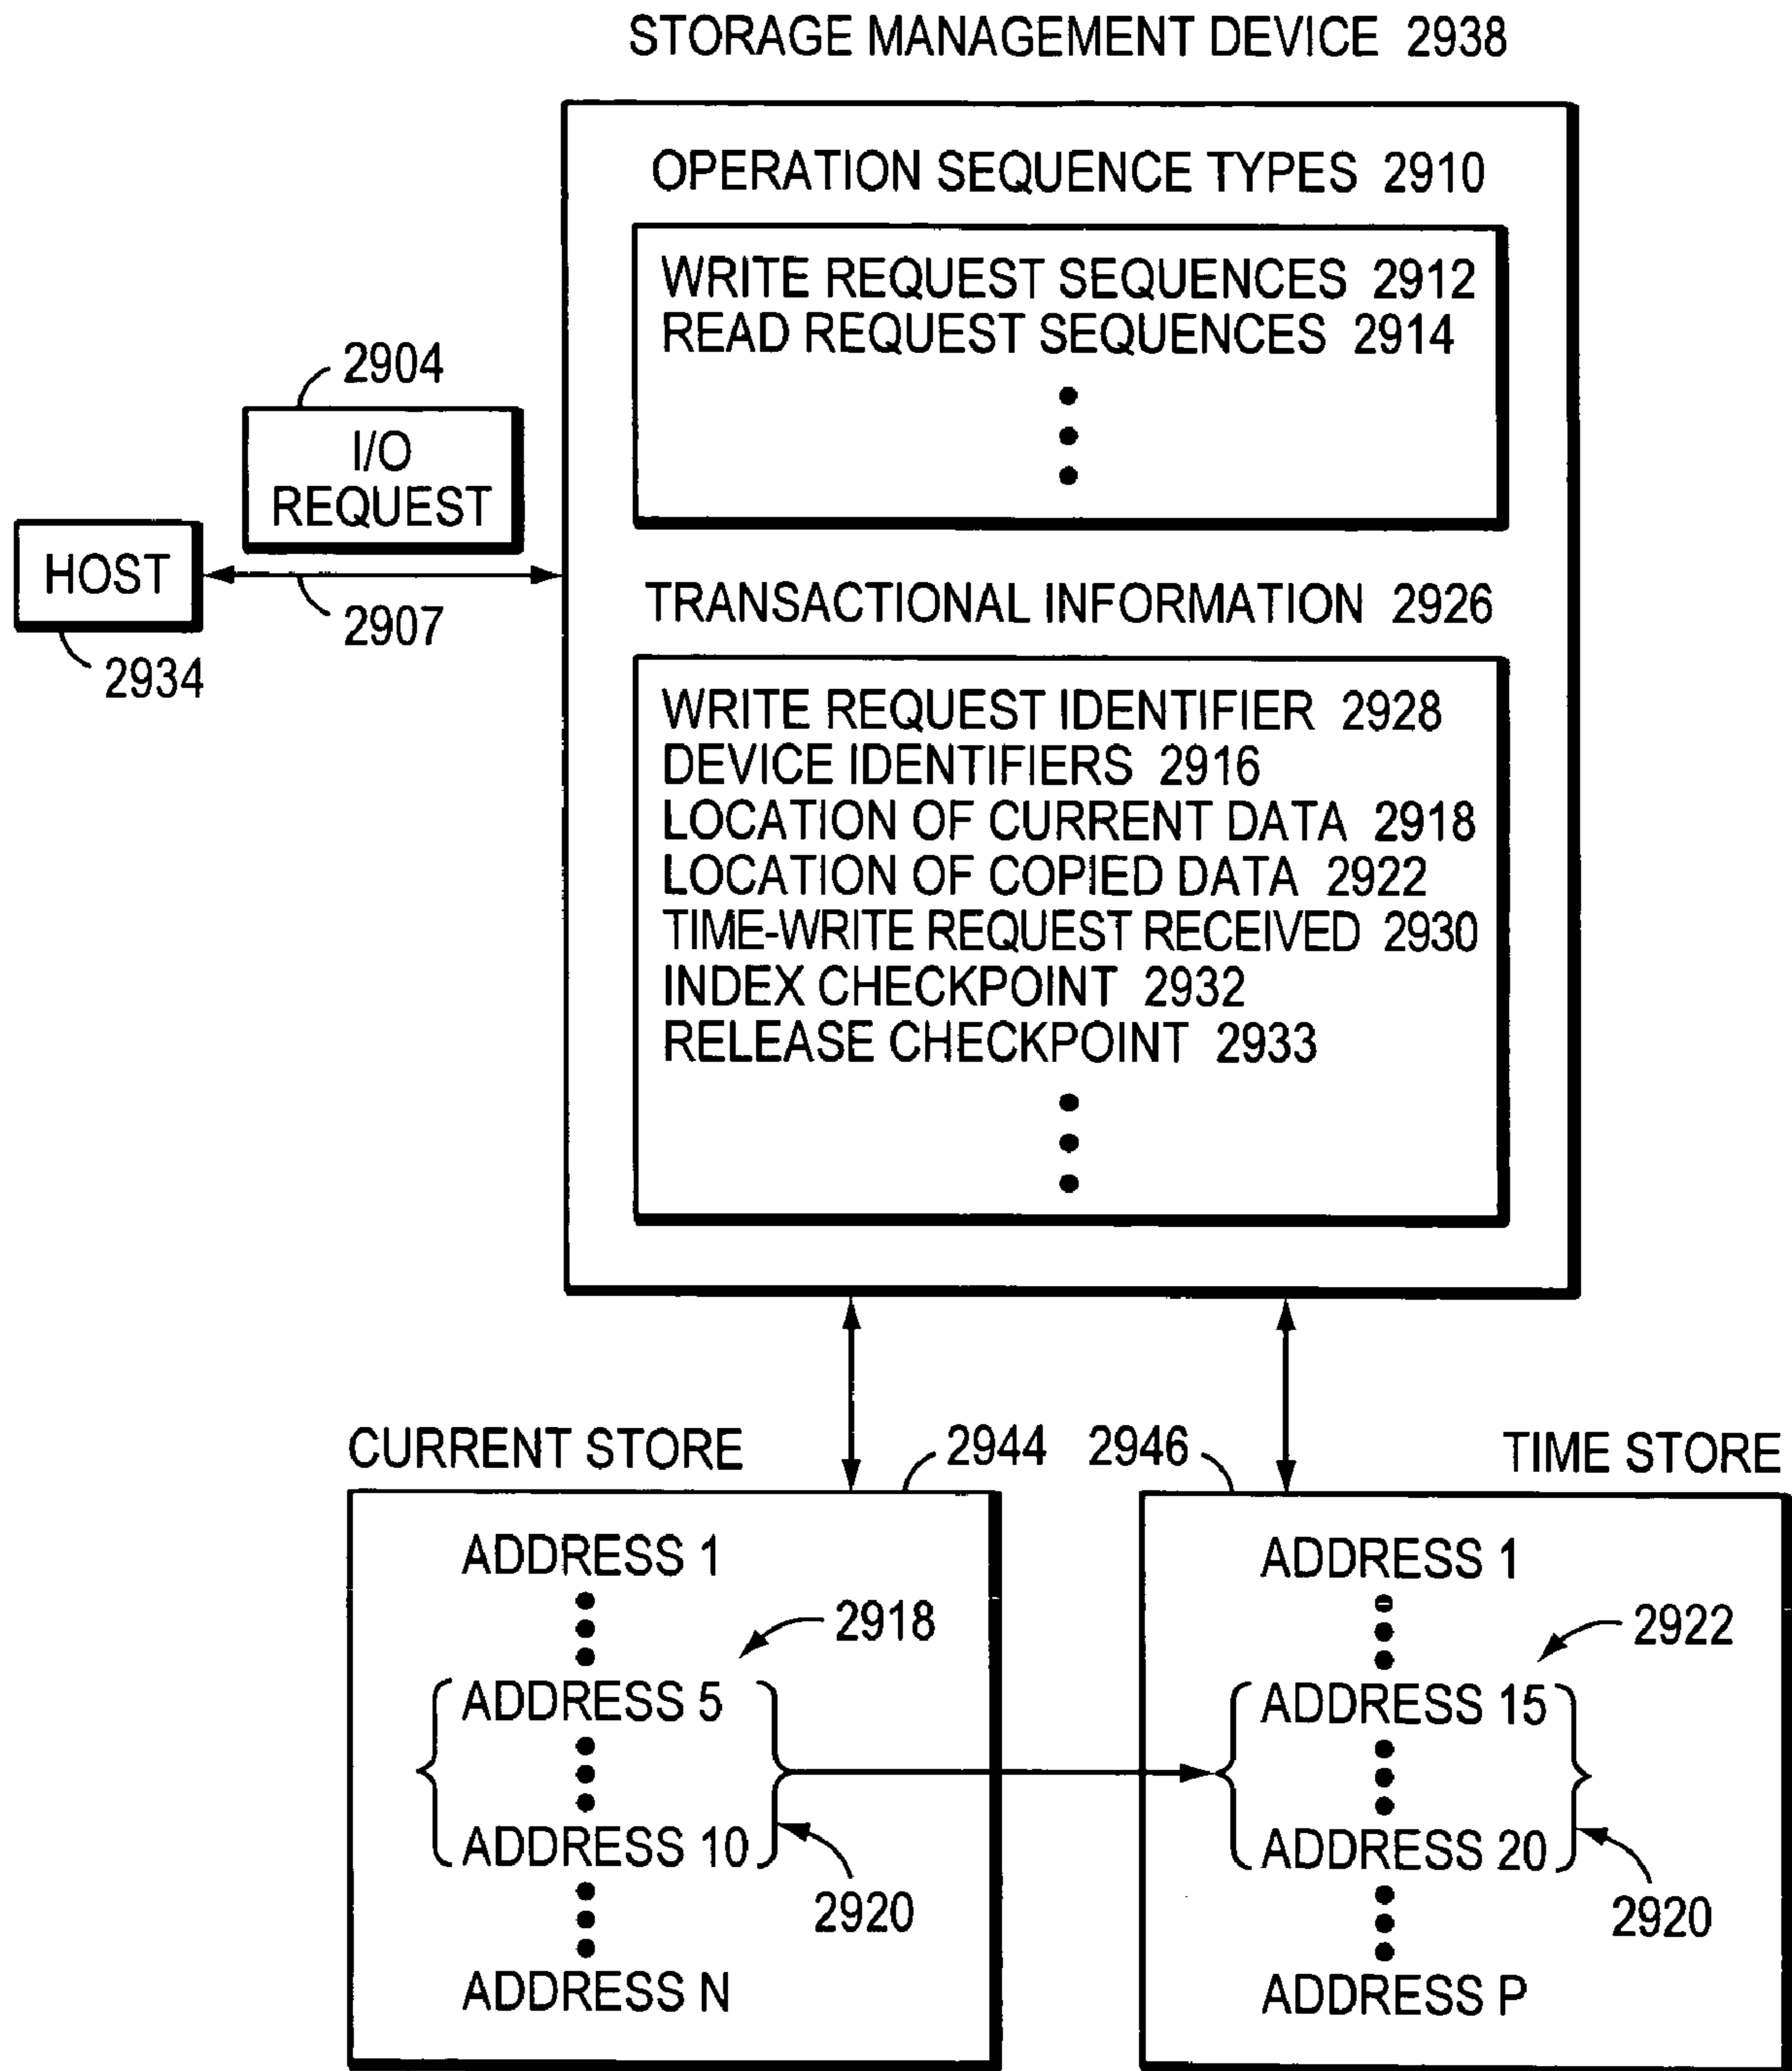 STORAGE MANAGEMENT DEVICE 2938
OPERATION SEQUENCE TYPES 2910
WRITE REQUEST SEQUENCES 2912
READ REQUEST SEQUENCES 2914
2904
I/O
REQUEST
HOST
2907
2934
TRANSACTIONAL INFORMATION 2926
WRITE REQUEST IDENTIFIER 2928
DEVICE IDENTIFIERS 2916
LOCATION OF CURRENT DATA 2918
LOCATION OF COPIED DATA 2922
TIME-WRITE REQUEST RECEIVED 2930
INDEX CHECKPOINT 2932
RELEASE CHECKPOINT 2933
CURRENT STORE
2944
ADDRESS 1
2918
ADDRESS 5
ADDRESS 10
2920
ADDRESS N
2946
TIME STORE
ADDRESS 1
2922
ADDRESS 15
ADDRESS 20
2920
ADDRESS P